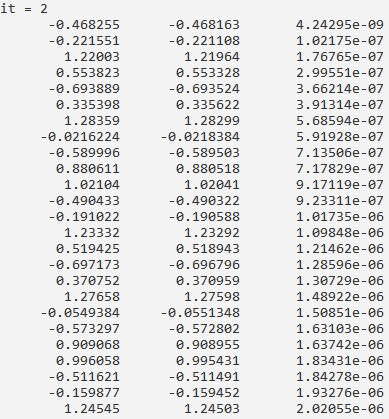 it = 2
-0.468255 -0.468163 4.24295e-09
-0.221551 -0.221108 1.02175e-07
1.22003 1.21964 1.76765e-07
0.553823 0.553328 2.99551e-07
-0.693889 -0.693524 3.66214e-07
0.335398 0.335622 3.91314e-07
1.28359 1.28299 5.68594e-07
-0.0216224 -0.0218384 5.91928e-07
-0.589996 -0.589503 7.13506e-07
0.880611 0.880518 7.17829e-07
1.02104 1.02041 9.17119e-07
-0.490433 -0.490322 9.23311e-07
-0.191022 -0.190588 1.01735e-06
1.23332 1.23292 1.09848e-06
0.519425 0.518943 1.21462e-06
-0.697173 -0.696796 1.28596e-06
0.370752 0.370959 1.30729e-06
1.27658 1.27598 1.48922e-06
-0.0549384 -0.0551348 1.50851e-06
-0.573297 -0.572802 1.63103e-06
0.909068 0.908955 1.63742e-06
0.996058 0.995431 1.83431e-06
-0.511621 -0.511491 1.84278e-06
-0.159877 -0.159452 1.93276e-06
1.24545 1.24503 2.02055e-06